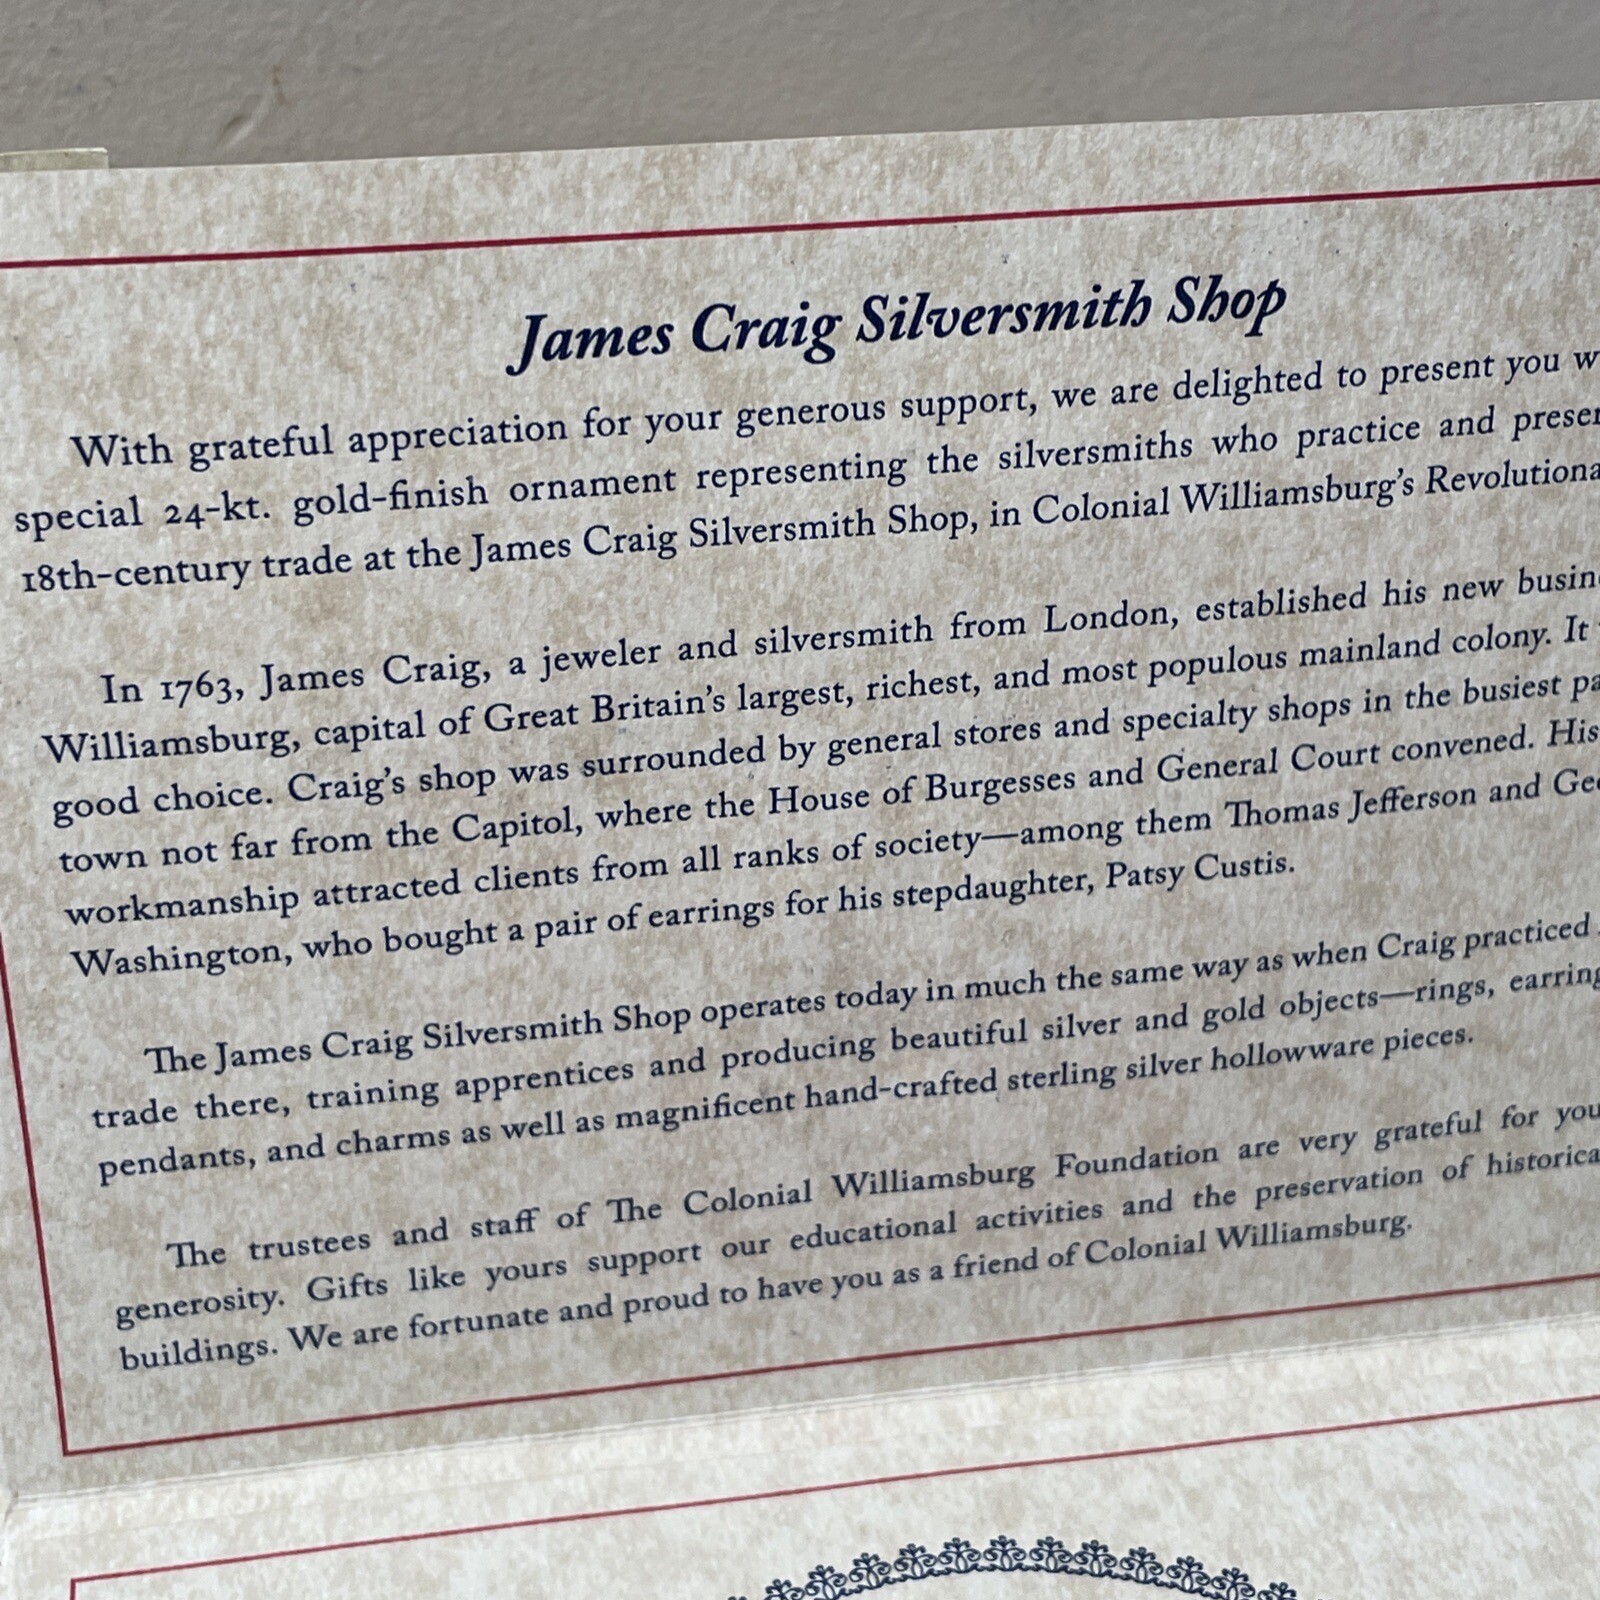 James Craig Silversmith Shop
With grateful appreciation for your generous support, we are delighted to present you
special 24-kt. gold-finish ornament representing the silversmiths who practice and
18th-century trade at the James Craig Silversmith Shop, in Colonial Williamsburg's
In 1763, James Craig, a jeweler and silversmith from London, established his new
Williamsburg, capital of Great Britain's largest, richest, and most populous mainland colony. It
good choice. Craig's shop was surrounded by general stores and specialty shops in the busiest
town not far from the Capitol, where the House of Burgesses and General Court convened. His
workmanship attracted clients from all ranks of society—among them Thomas Jefferson and
Washington, who bought a pair of earrings for his stepdaughter, Patsy Custis.
The James Craig Silversmith Shop operates today in much the same way as when Craig practiced
trade there, training apprentices and producing beautiful silver and gold objects—rings,
pendants, and charms as well as magnificent hand-crafted sterling silver hollowware pieces.
The trustees and staff of The Colonial Williamsburg Foundation are very grateful for
generosity. Gifts like yours support our educational activities and the preservation of
buildings. We are fortunate and proud to have you as a friend of Colonial Williamsburg.